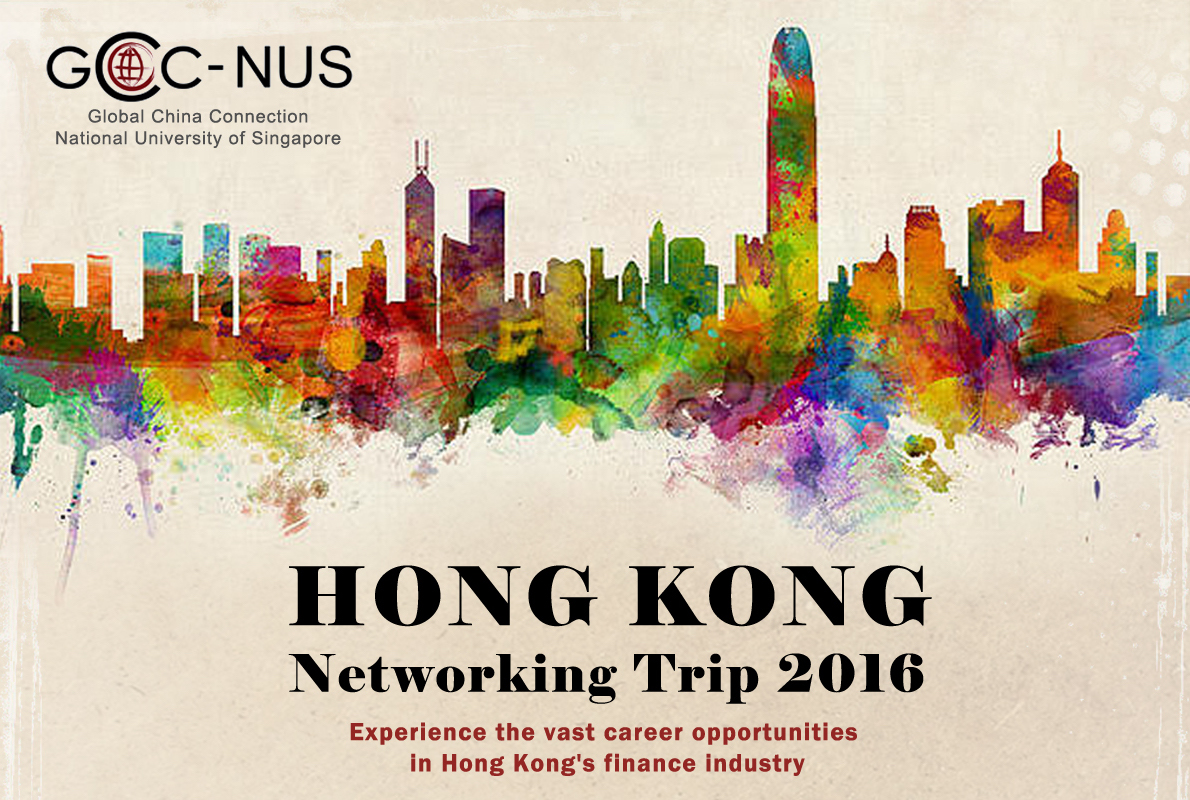 GCC-NUS
Global China Connection
National University of Singapore
HONG KONG
Networking Trip 2016
Experience the vast career opportunities
in Hong Kong's finance industry